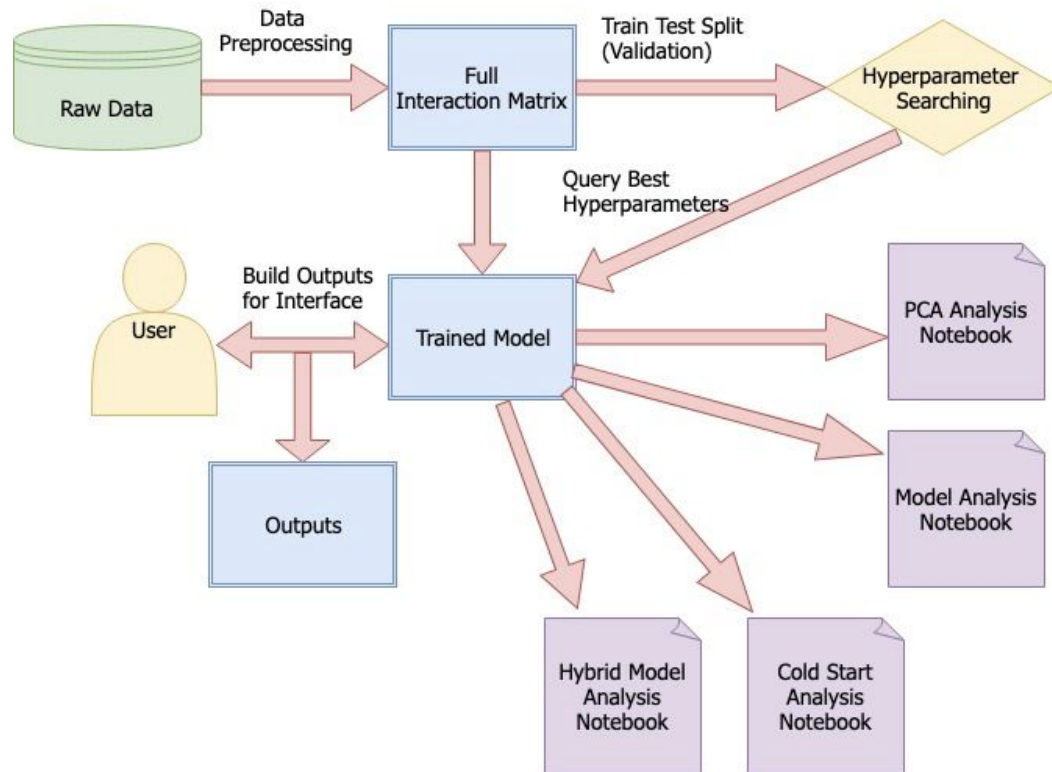 Data
Preprocessing
Train Test Split
(Validation)
Raw Data
Full
Interaction Matrix
Hyperparameter
Searching
Query Best
Hyperparameters
Build Outputs
for Interface
User
Trained Model
PCA Analysis
Notebook
Outputs
Model Analysis
Notebook
Hybrid Model
Analysis
Notebook
Cold Start
Analysis
Notebook